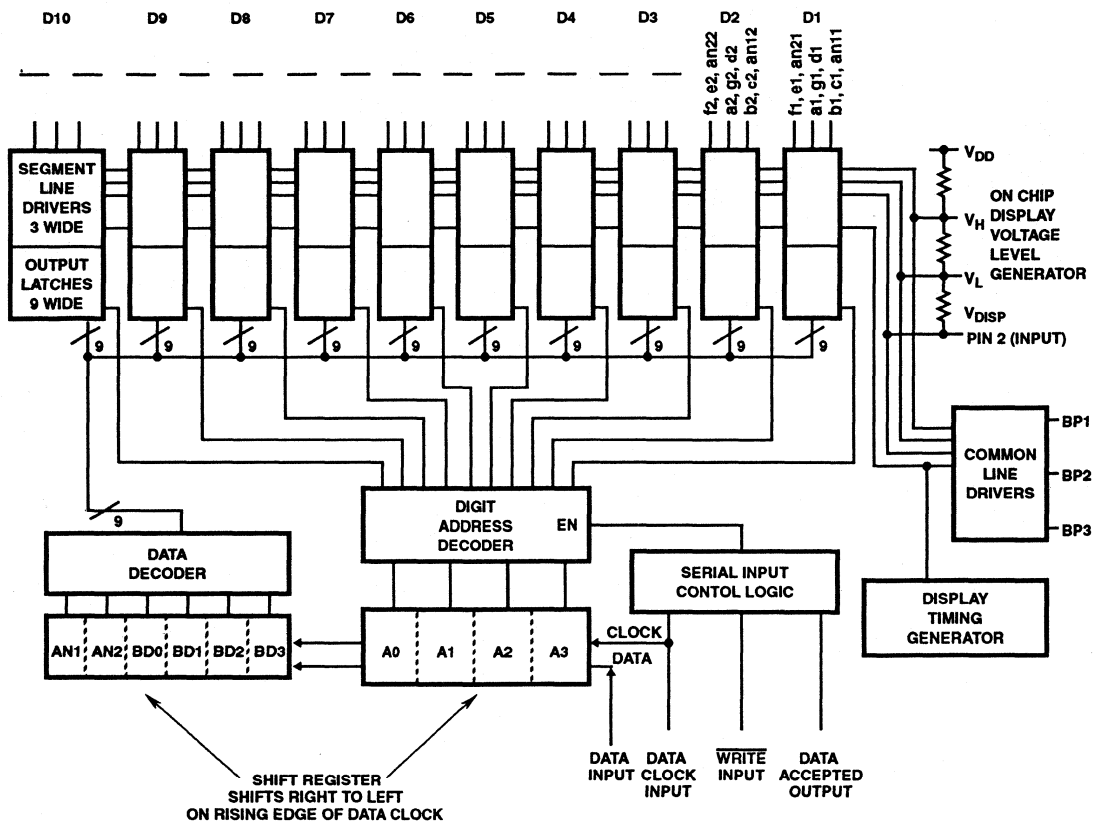 D10 D9 D8 D7 D6 D5 D4 D3 D2 D1
f2, e2, an22
a2, g2, d2
b2, c2, an12
f1, e1, an21
a1, g1, d1
b1, c1, an11
SEGMENT
LINE
DRIVERS
3 WIDE
OUTPUT
LATCHES
9 WIDE
VDD
VH
VL
VDISP
PIN 2 (INPUT)
ON CHIP
DISPLAY
VOLTAGE
LEVEL
GENERATOR
9 9 9 9 9 9 9 9 9 9
9
DATA
DECODER
DIGIT
ADDRESS
DECODER
EN
COMMON
LINE
DRIVERS
BP1
BP2
BP3
SERIAL INPUT
CONTOL LOGIC
DISPLAY
TIMING
GENERATOR
AN1 AN2 BD0 BD1 BD2 BD3
A0 A1 A2 A3
CLOCK
DATA
DATA
INPUT
DATA
CLOCK
INPUT
WRITE
INPUT
DATA
ACCEPTED
OUTPUT
SHIFT REGISTER
SHIFTS RIGHT TO LEFT
ON RISING EDGE OF DATA CLOCK